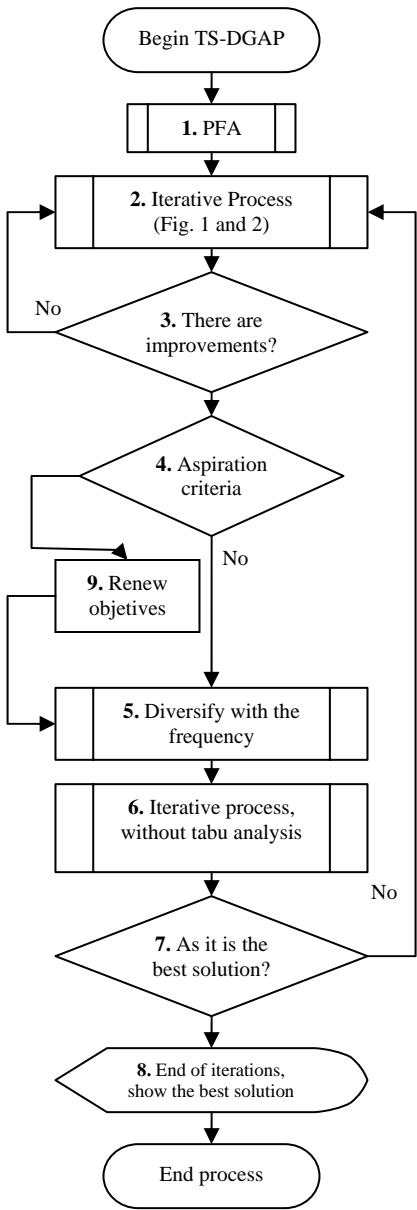 Begin TS-DGAP
1. PFA
2. Iterative Process
(Fig. 1 and 2)
No
3. There are
improvements?
4. Aspiration
criteria
No
9. Renew
objetives
5. Diversify with the
frequency
6. Iterative process,
without tabu analysis
No
7. As it is the
best solution?
8. End of iterations,
show the best solution
End process